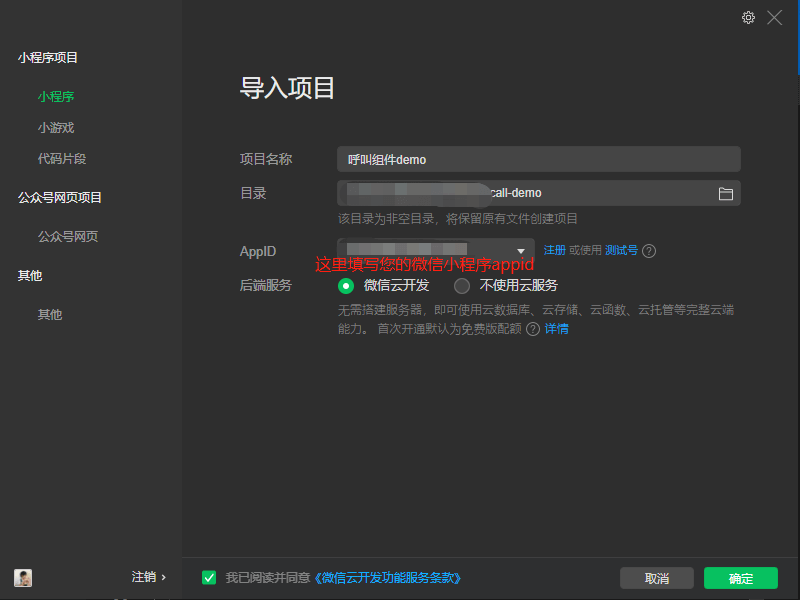 小程序项目
小程序
小游戏
代码片段
公众号网页项目
公众号网页
其他
其他
注销 ›
导入项目
项目名称 呼叫组件demo
目录 call-demo
该目录为非空目录，将保留原有文件创建项目
AppID 注册 或使用 测试号 ?
这里填写您的微信小程序appid
后端服务 微信云开发 不使用云服务
无需搭建服务器，即可使用云数据库、云存储、云函数、云托管等完整云端
能力。 首次开通默认为免费版配额 ? 详情
我已阅读并同意《微信云开发功能服务条款》
取消 确定